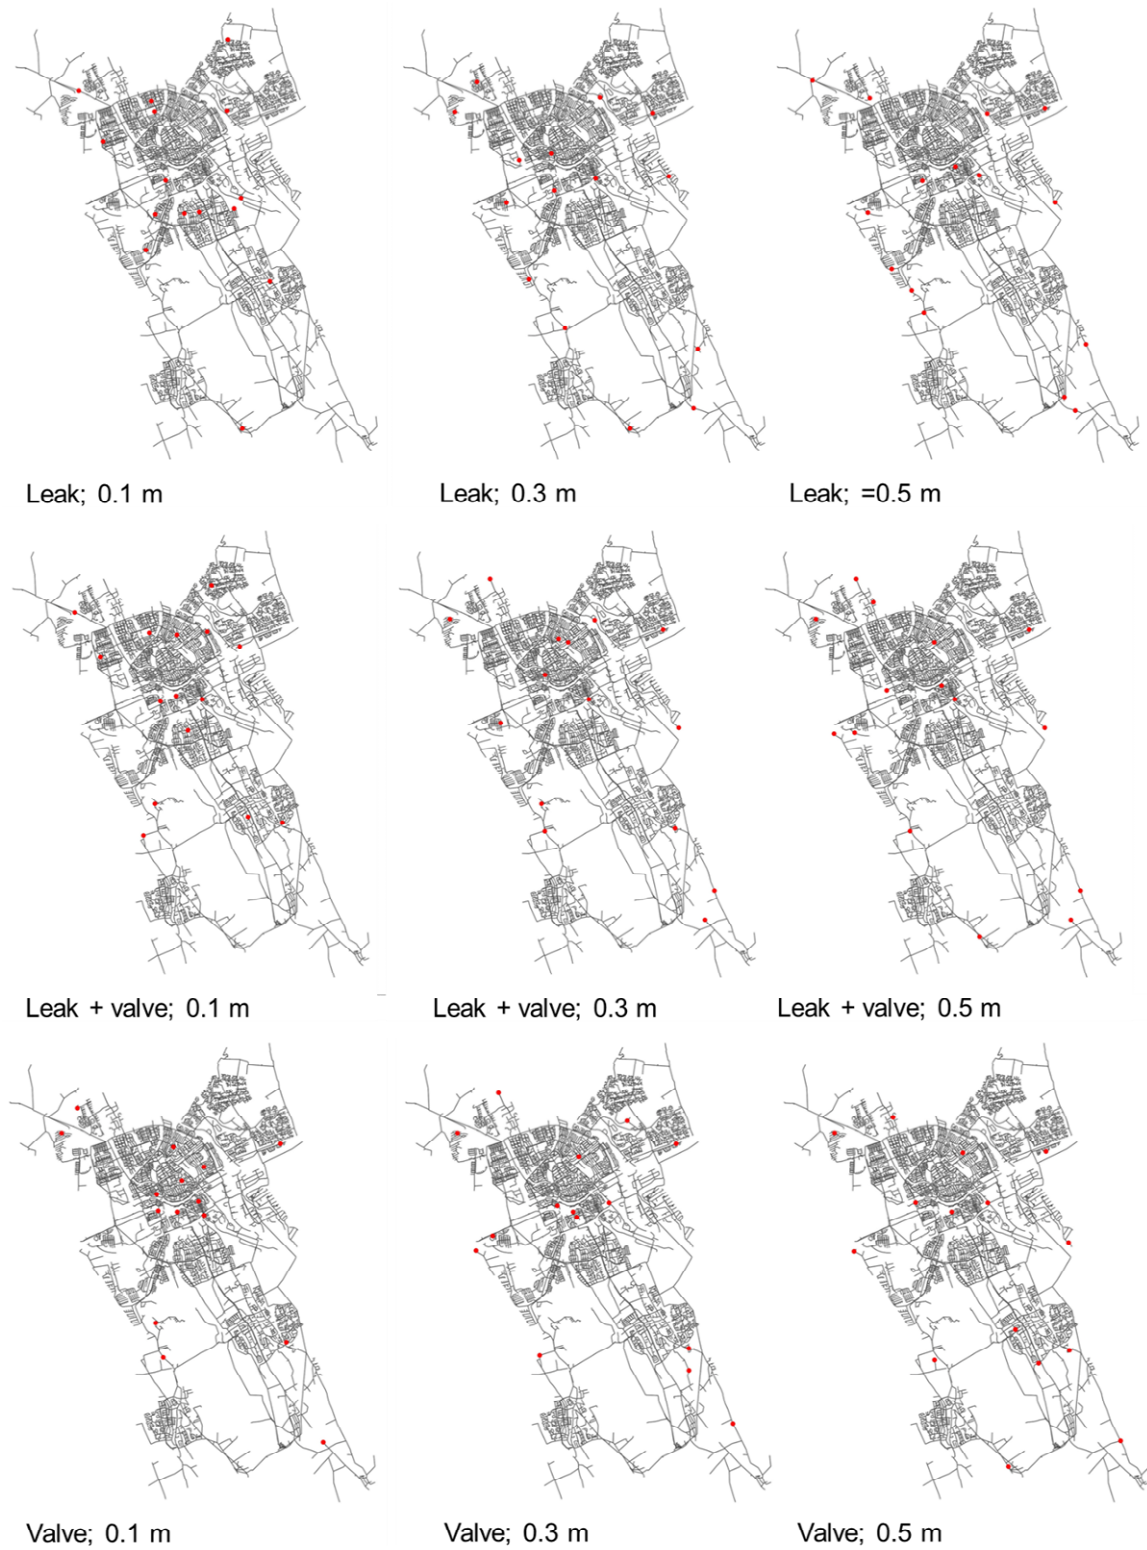 Leak; 0.1 m
Leak; 0.3 m
Leak; =0.5 m
Leak + valve; 0.1 m
Leak + valve; 0.3 m
Leak + valve; 0.5 m
Valve; 0.1 m
Valve; 0.3 m
Valve; 0.5 m